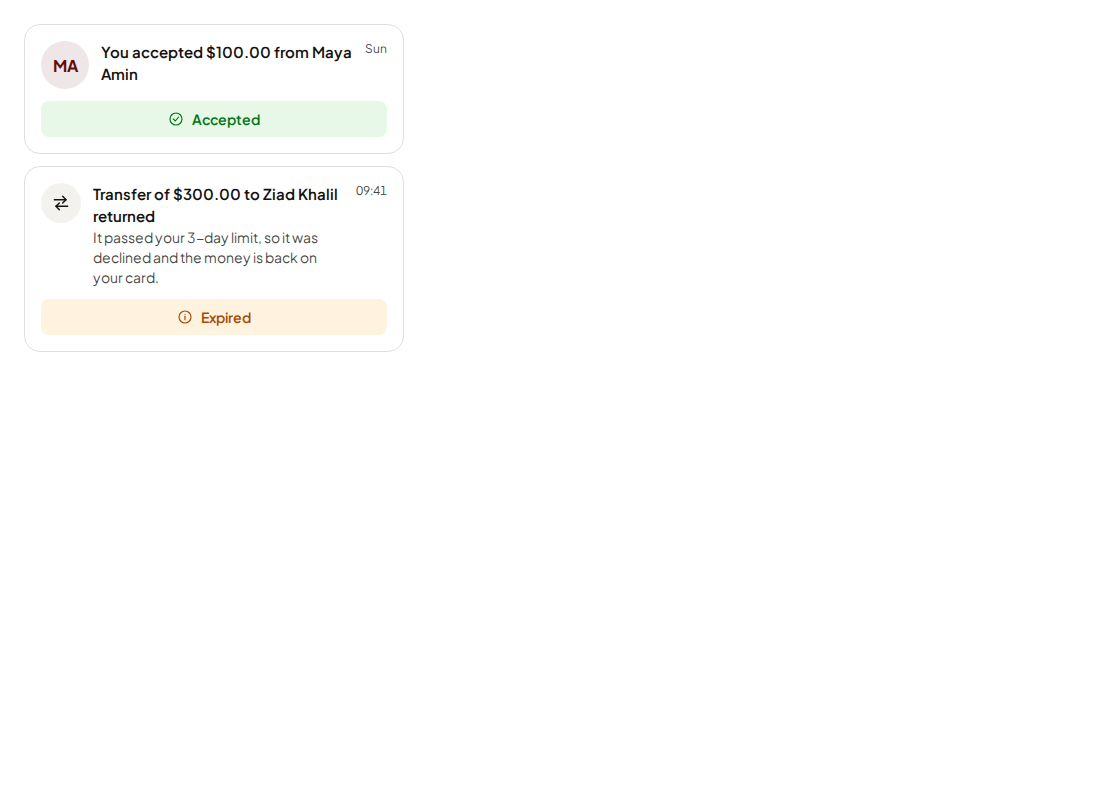 MA
You accepted $100.00 from Maya
Amin
Sun
Accepted
Transfer of $300.00 to Ziad Khalil
returned
09:41
It passed your 3–day limit, so it was
declined and the money is back on
your card.
Expired